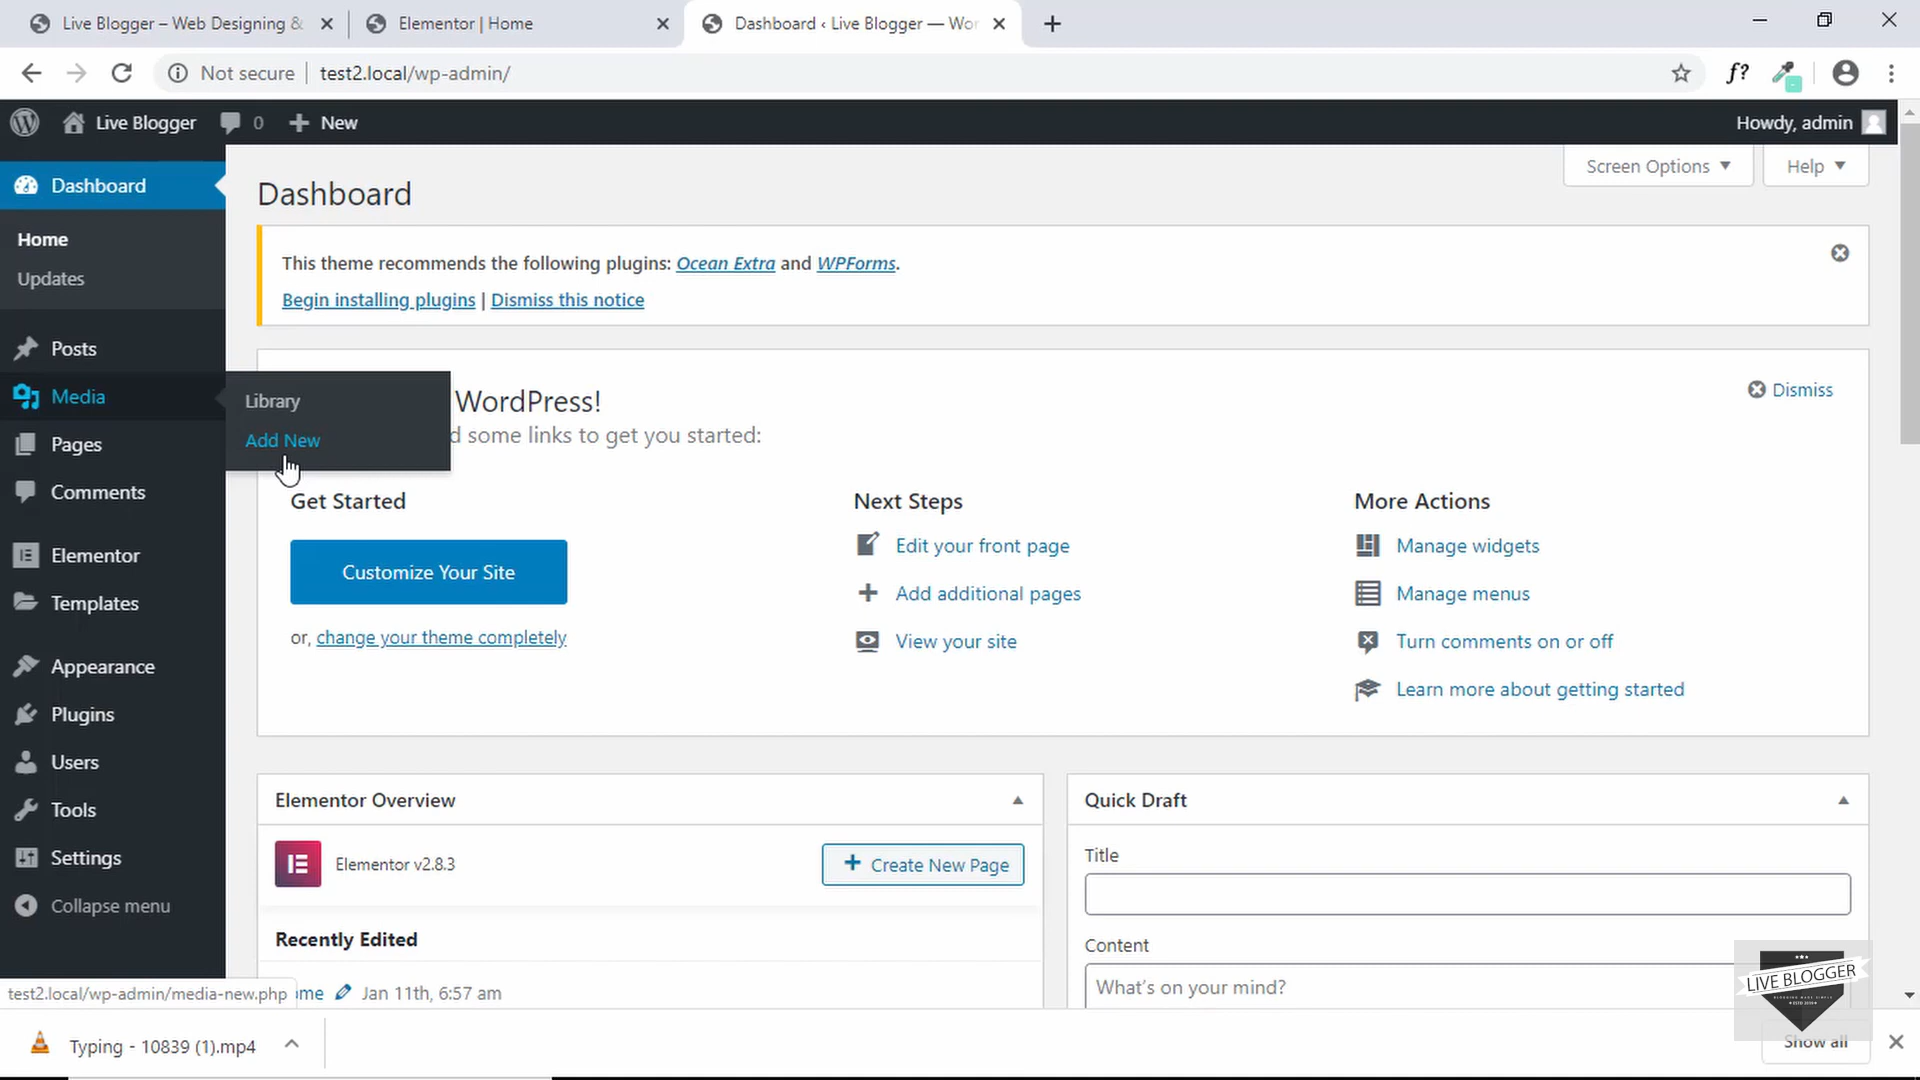 Live Blogger – Web Designing &
Elementor | Home
Dashboard ‹ Live Blogger — Wor
Not secure
test2.local/wp-admin/
f?
Live Blogger
0
New
Howdy, admin
Dashboard
Home
Updates
Posts
Media
Pages
Comments
Elementor
Templates
Appearance
Plugins
Users
Tools
Settings
Collapse menu
Library
Add New
Screen Options
Help
Dashboard
This theme recommends the following plugins: Ocean Extra and WPForms.
Begin installing plugins | Dismiss this notice
WordPress!
d some links to get you started:
Dismiss
Get Started
Customize Your Site
or, change your theme completely
Next Steps
Edit your front page
Add additional pages
View your site
More Actions
Manage widgets
Manage menus
Turn comments on or off
Learn more about getting started
Elementor Overview
Elementor v2.8.3
Create New Page
Recently Edited
ome
Jan 11th, 6:57 am
Quick Draft
Title
Content
What's on your mind?
test2.local/wp-admin/media-new.php
LIVE BLOGGER
Typing - 10839 (1).mp4
Show all